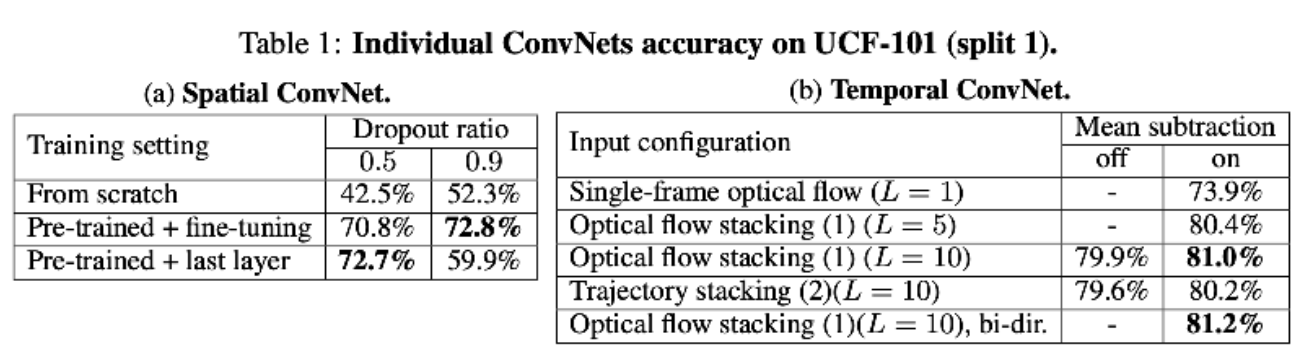 Table 1: Individual ConvNets accuracy on UCF-101 (split 1).
(a) Spatial ConvNet.
Training setting Dropout ratio
0.5 0.9
From scratch 42.5% 52.3%
Pre-trained + fine-tuning 70.8% 72.8%
Pre-trained + last layer 72.7% 59.9%
(b) Temporal ConvNet.
Input configuration Mean subtraction
off on
Single-frame optical flow (L = 1) - 73.9%
Optical flow stacking (1) (L = 5) - 80.4%
Optical flow stacking (1) (L = 10) 79.9% 81.0%
Trajectory stacking (2)(L = 10) 79.6% 80.2%
Optical flow stacking (1)(L = 10), bi-dir. - 81.2%